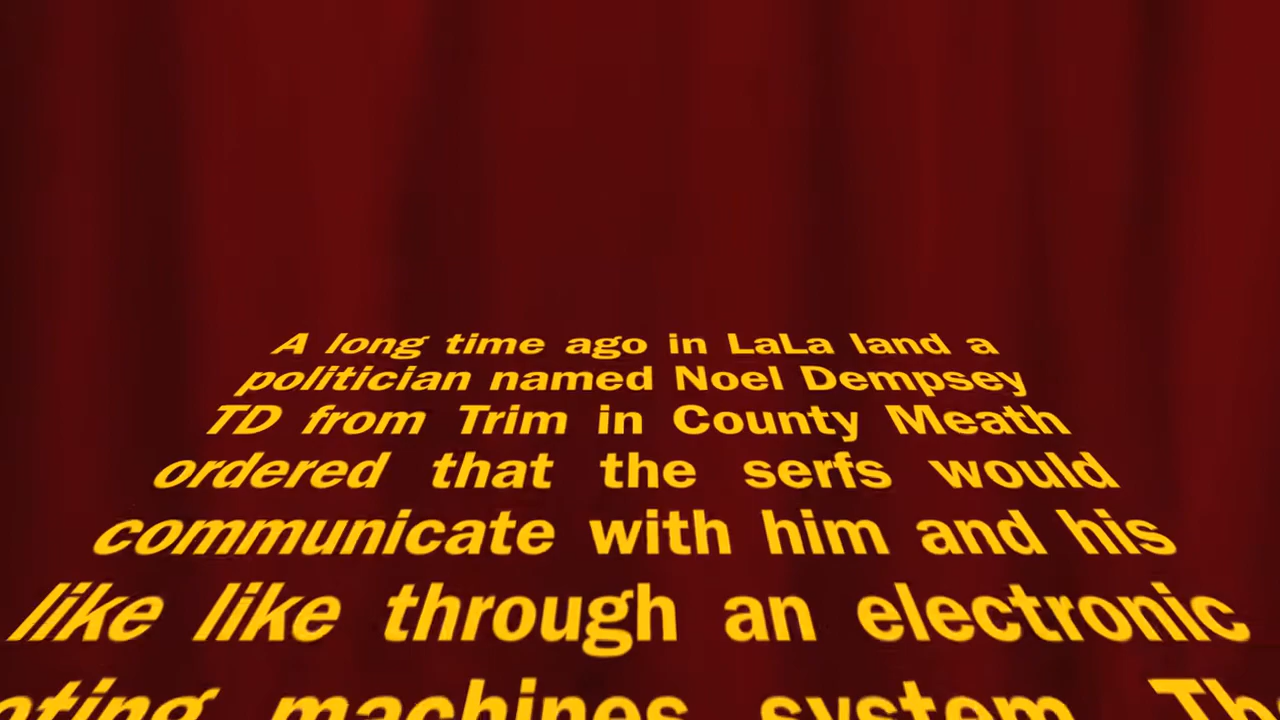 A long time ago in LaLa land a
politician named Noel Dempsey
TD from Trim in County Meath
ordered that the serfs would
communicate with him and his
like like through an electronic
machines system.